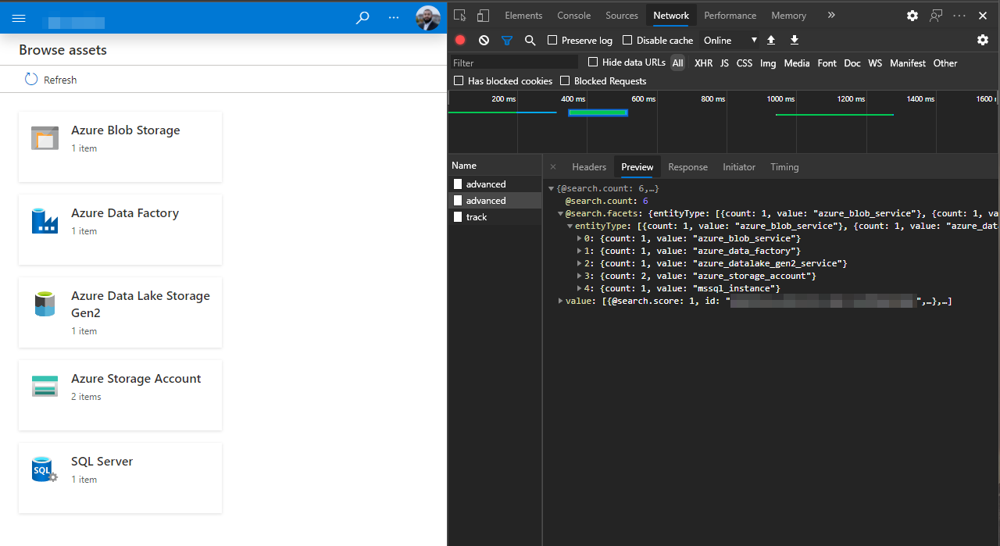 Browse assets
Refresh
Azure Blob Storage
1 item
Azure Data Factory
1 item
Azure Data Lake Storage
Gen2
1 item
Azure Storage Account
2 items
SQL
SQL Server
1 item
Elements Console Sources Network Performance Memory
Preserve log Disable cache Online
Filter Hide data URLs All XHR JS CSS Img Media Font Doc WS Manifest Other
Has blocked cookies Blocked Requests
200 ms 400 ms 600 ms 800 ms 1000 ms 1200 ms 1400 ms 1600
Name
advanced
advanced
track
Headers Preview Response Initiator Timing
{@search.count: 6,…}
@search.count: 6
@search.facets: {entityType: [{count: 1, value: "azure_blob_service"}, {count: 1, va
entityType: [{count: 1, value: "azure_blob_service"}, {count: 1, value: "azure_dat
0: {count: 1, value: "azure_blob_service"}
1: {count: 1, value: "azure_data_factory"}
2: {count: 1, value: "azure_datalake_gen2_service"}
3: {count: 2, value: "azure_storage_account"}
4: {count: 1, value: "mssql_instance"}
value: [{@search.score: 1, id: " ",…},…]